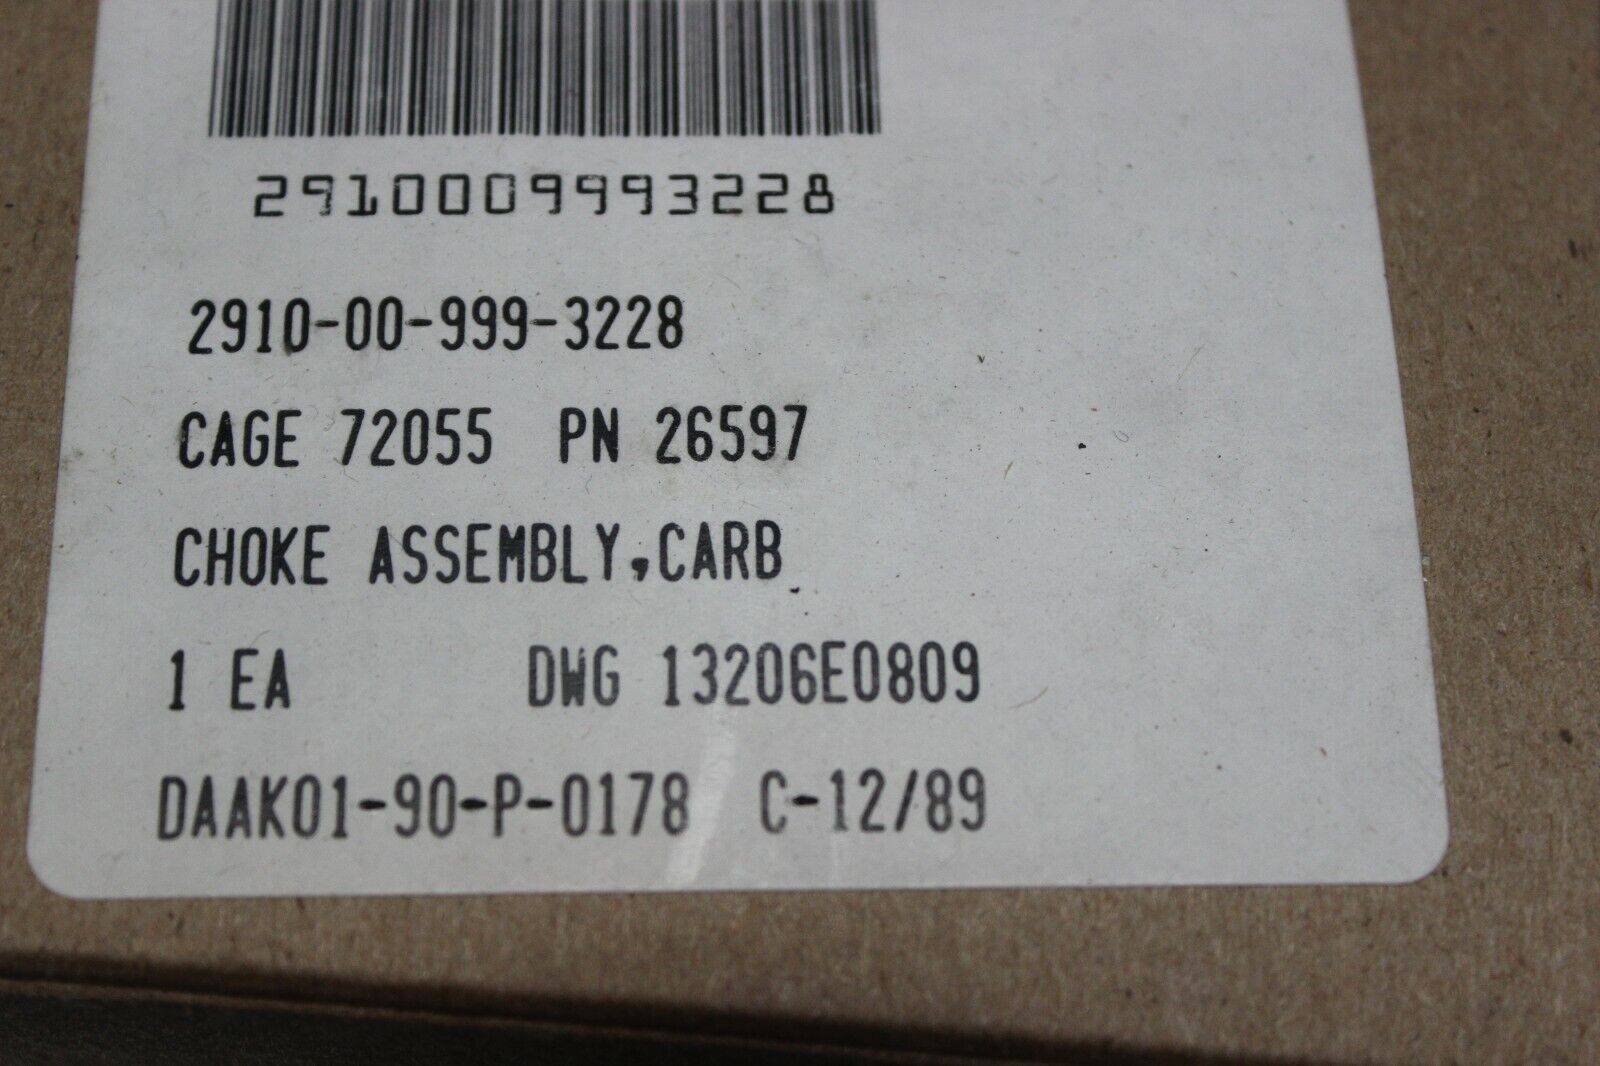 2910009993228
2910-00-999-3228
CAGE 72055 PN 26597
CHOKE ASSEMBLY,CARB
1 EA DWG 13206E0809
DAAK01-90-P-0178 C-12/89